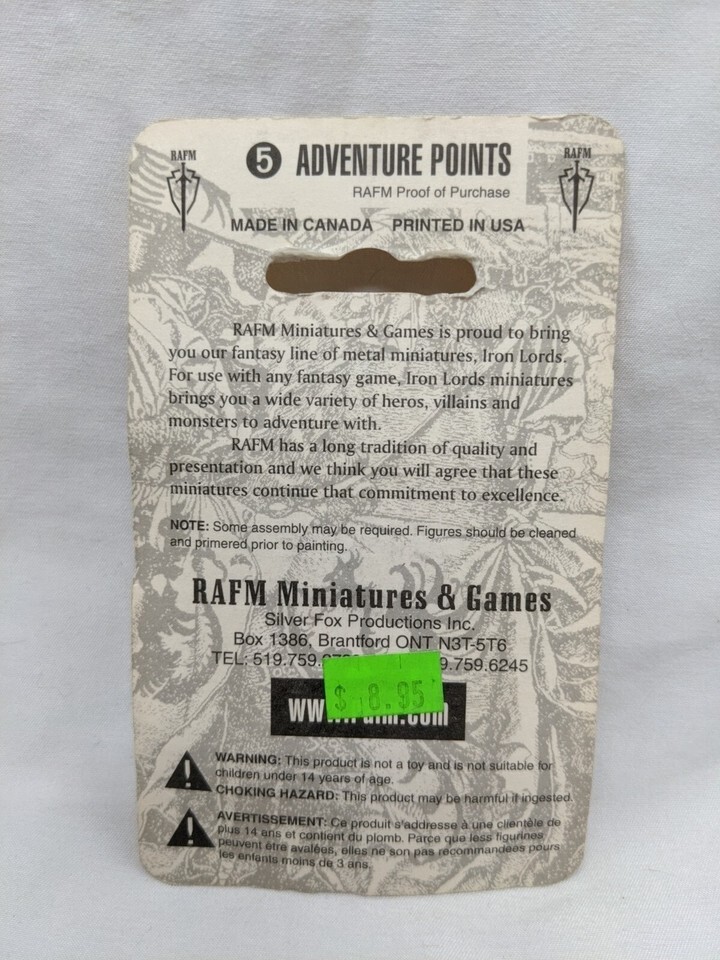 RAFM
5 ADVENTURE POINTS
RAFM
RAFM Proof of Purchase
MADE IN CANADA PRINTED IN USA
RAFM Miniatures & Games is proud to bring
you our fantasy line of metal miniatures, Iron Lords.
For use with any fantasy game, Iron Lords miniatures
brings you a wide variety of heros, villains and
monsters to adventure with.
RAFM has a long tradition of quality and
presentation and we think you will agree that these
miniatures continue that commitment to excellence.
NOTE: Some assembly may be required. Figures should be cleaned
and primered prior to painting.
RAFM Miniatures & Games
Silver Fox Productions Inc.
Box 1386, Brantford ONT N3T-5T6
TEL: 519.759. 9.759.6245
$ 8.95
WARNING: This product is not a toy and is not suitable for
children under 14 years of age.
CHOKING HAZARD: This product may be harmful if ingested.
AVERTISSEMENT: Ce produit s'addresse à une clientèle de
plus 14 ans et contient du plomb. Parce que less figurines
peuvent être avalées, elles ne son pas recommandées pours
les enfants moins de 3 ans.